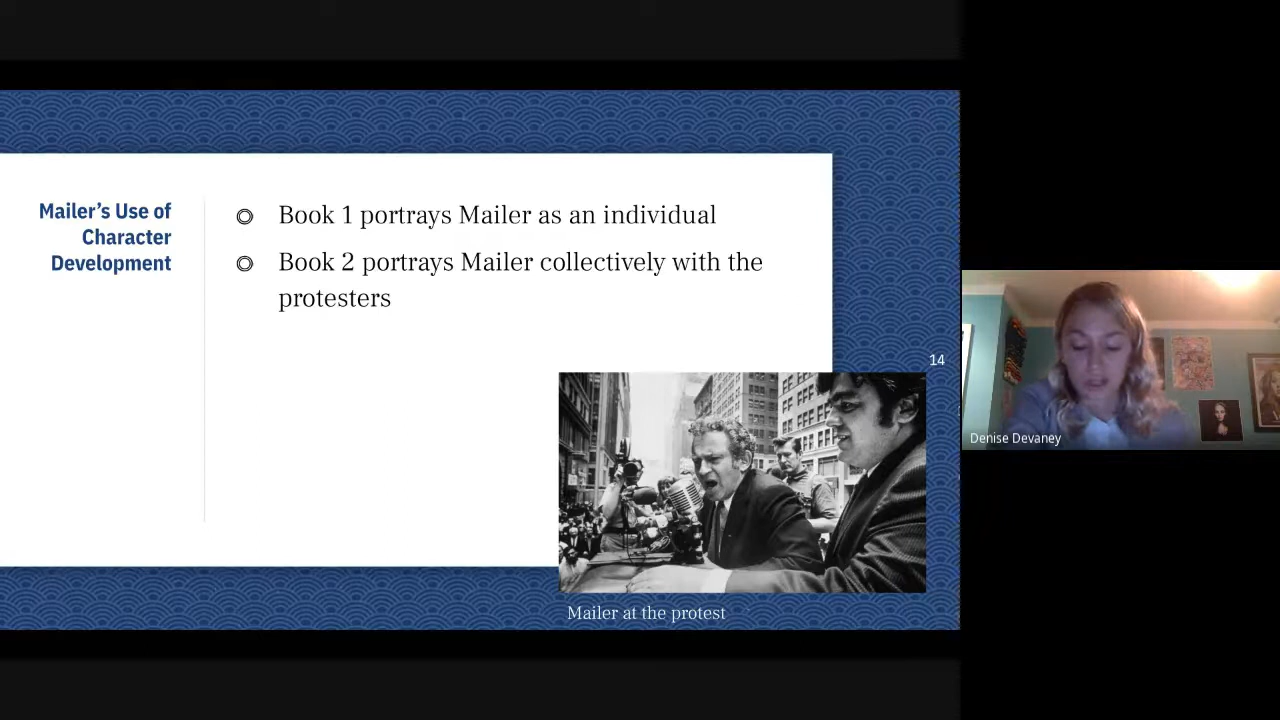 Mailer’s Use of
Character
Development
Book 1 portrays Mailer as an individual
Book 2 portrays Mailer collectively with the
protesters
14
Mailer at the protest
Denise Devaney